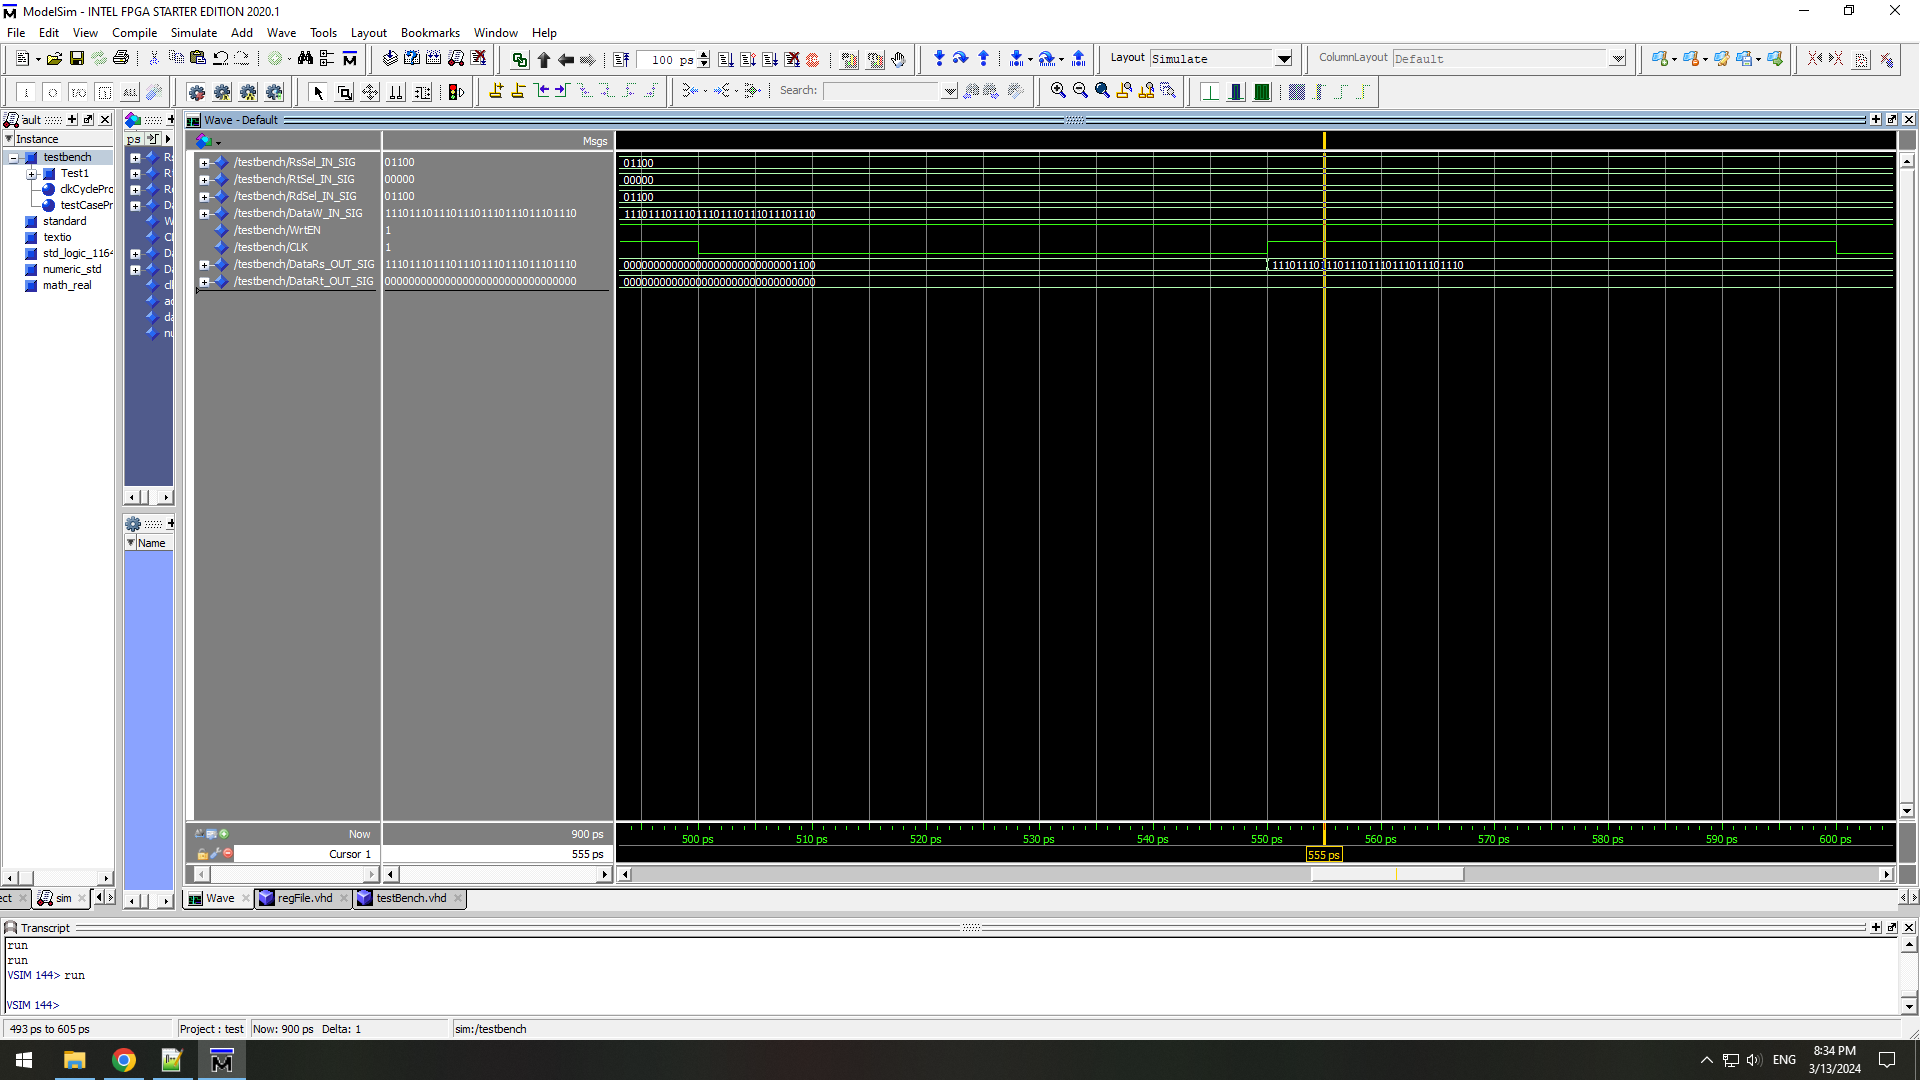 ModelSim - INTEL FPGA STARTER EDITION 2020.1
File Edit View Compile Simulate Add Wave Tools Layout Bookmarks Window Help
100 ps
Layout Simulate
ColumnLayout Default
ALL
Search:
ault
Wave - Default
Instance
ps
Msgs
testbench
Test1
clkCyclePro
testCasePr
standard
textio
std_logic_1164
numeric_std
math_real
/testbench/RsSel_IN_SIG 01100 01100
/testbench/RtSel_IN_SIG 00000 00000
/testbench/RdSel_IN_SIG 01100 01100
/testbench/DataW_IN_SIG 11101110111011101110111011101110 11101110111011101110111011101110
/testbench/WrtEN 1
/testbench/CLK 1
/testbench/DataRs_OUT_SIG 11101110111011101110111011101110 00000000000000000000000000001100 11101110111011101110111011101110
/testbench/DataRt_OUT_SIG 00000000000000000000000000000000 00000000000000000000000000000000
Name
Now 900 ps
500 ps 510 ps 520 ps 530 ps 540 ps 550 ps 560 ps 570 ps 580 ps 590 ps 600 ps
Cursor 1 555 ps 555 ps
ect sim
Wave regFile.vhd testBench.vhd
Transcript
run
run
VSIM 144> run
VSIM 144>
493 ps to 605 ps Project : test Now: 900 ps Delta: 1 sim:/testbench
ENG 8:34 PM
3/13/2024